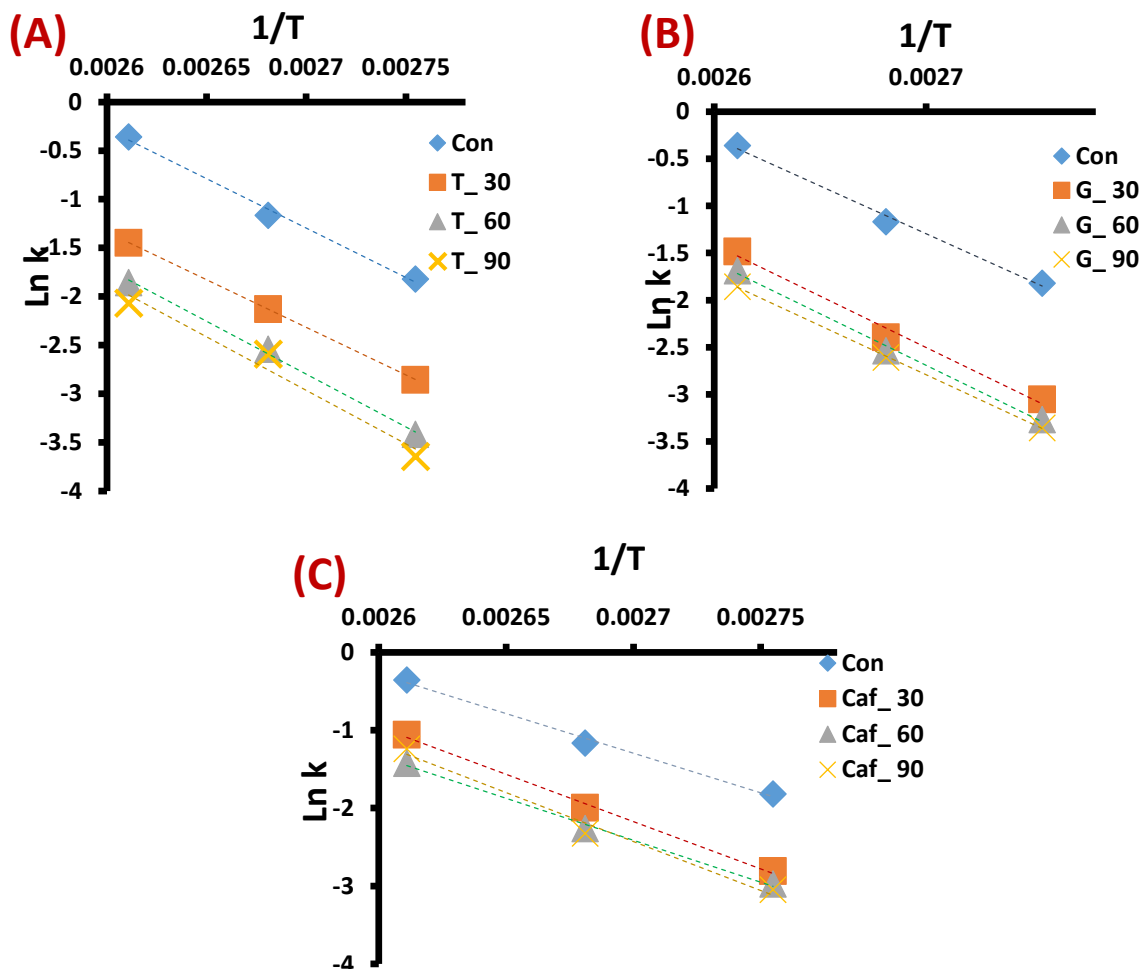 (A)
1/T
0.0026 0.00265 0.0027 0.00275
0
-0.5
-1
-1.5
-2
-2.5
-3
-3.5
-4
Ln k
Con
T_ 30
T_ 60
T_ 90
(B)
1/T
0.0026 0.0027
0
-0.5
-1
-1.5
-2
-2.5
-3
-3.5
-4
Ln k
Con
G_ 30
G_ 60
G_ 90
(C)
1/T
0.0026 0.00265 0.0027 0.00275
0
-1
-2
-3
-4
Ln k
Con
Caf_ 30
Caf_ 60
Caf_ 90